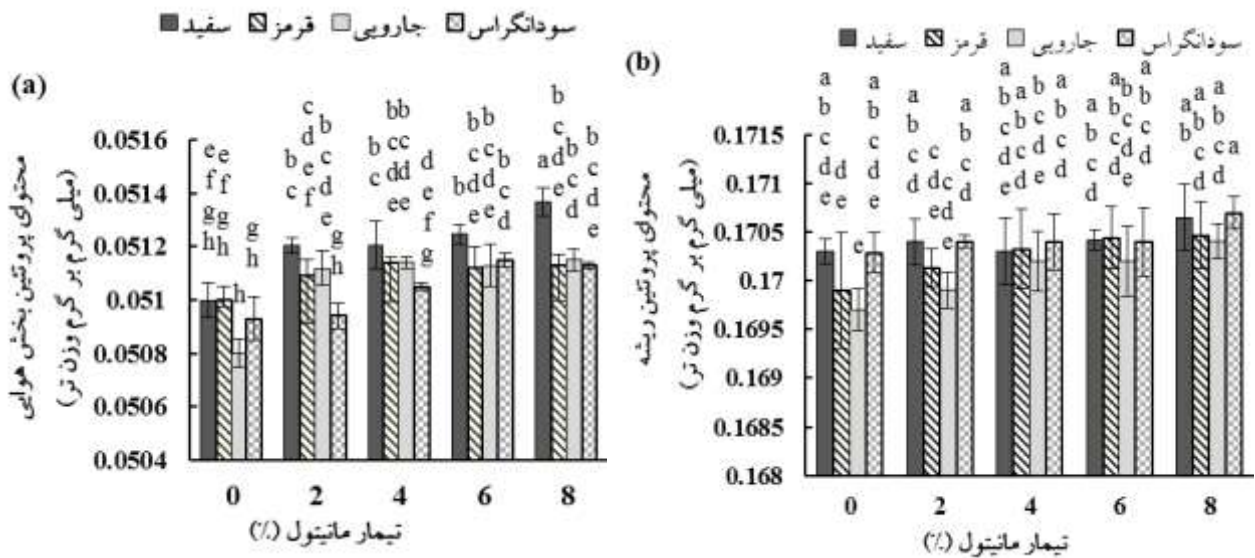 سفید قرمز جارویی سودانگراس
(a)
محتوای پروتئین بخش هوایی
(میلی گرم بر گرم وزن تر)
0.0516
0.0514
0.0512
0.051
0.0508
0.0506
0.0504
e f g h
e f g h
h
g h
b c
c d e f
b c d e
g h
b c
b c d e
b c d e
d e f g
b
b c d e
b c d e
b c d
a
b c d e
b c d
b c d e
0 2 4 6 8
تیمار مانیتول (٪)
سفید قرمز جارویی سودانگراس
(b)
محتوای پروتئین ریشه
(میلی گرم بر گرم وزن تر)
0.1715
0.171
0.1705
0.17
0.1695
0.169
0.1685
0.168
a b c d e
d e
e
a b c d e
a b c d
c d e
d e
a b c d
a b c d e
a b c d e
b c d e
a b c d
a b c d
a b c d
b c d e
a b c d
a b
a b c
a b c d
a
0 2 4 6 8
تیمار مانیتول (٪)